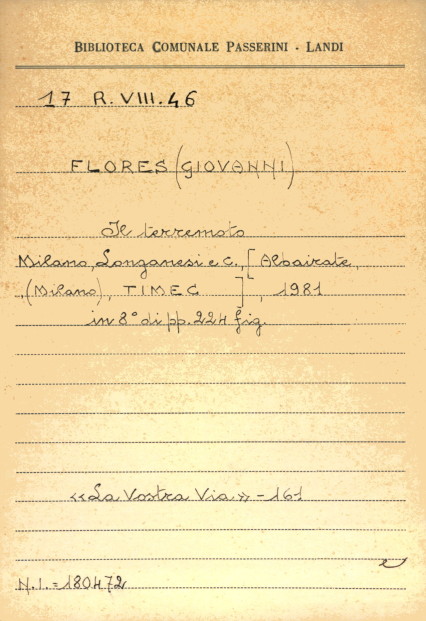 BIBLIOTECA COMUNALE PASSERINI - LANDI
17 R.VIII.46
FLORES (GIOVANNI)
Il terremoto
Milano, Longanesi e C., [Albairate
, (Milano), TIMEC ] , 1981
in 8° di pp. 224 fig.
«La Vostra Via» - 161
N.I. = 180472